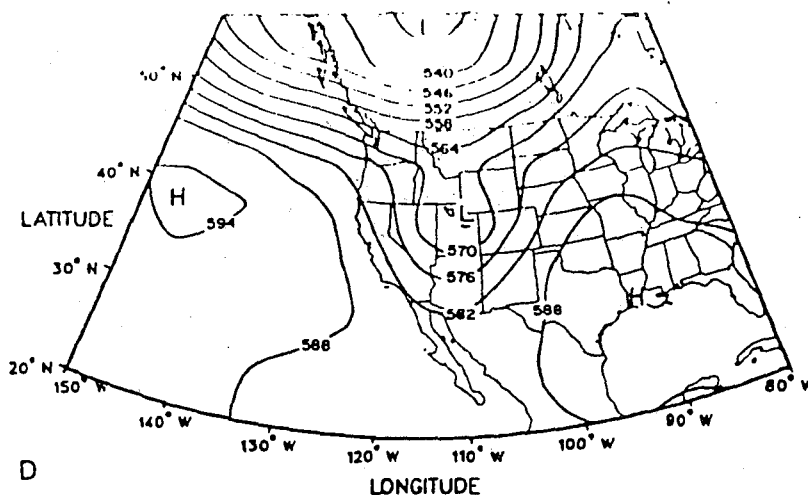 L
540
50° N
546
552
558
564
40° N
H
594
L
LATITUDE
570
30° N
576
582
588
H
588
20° N
150° W
80° W
140° W
90° W
130° W
100° W
120° W
110° W
D
LONGITUDE